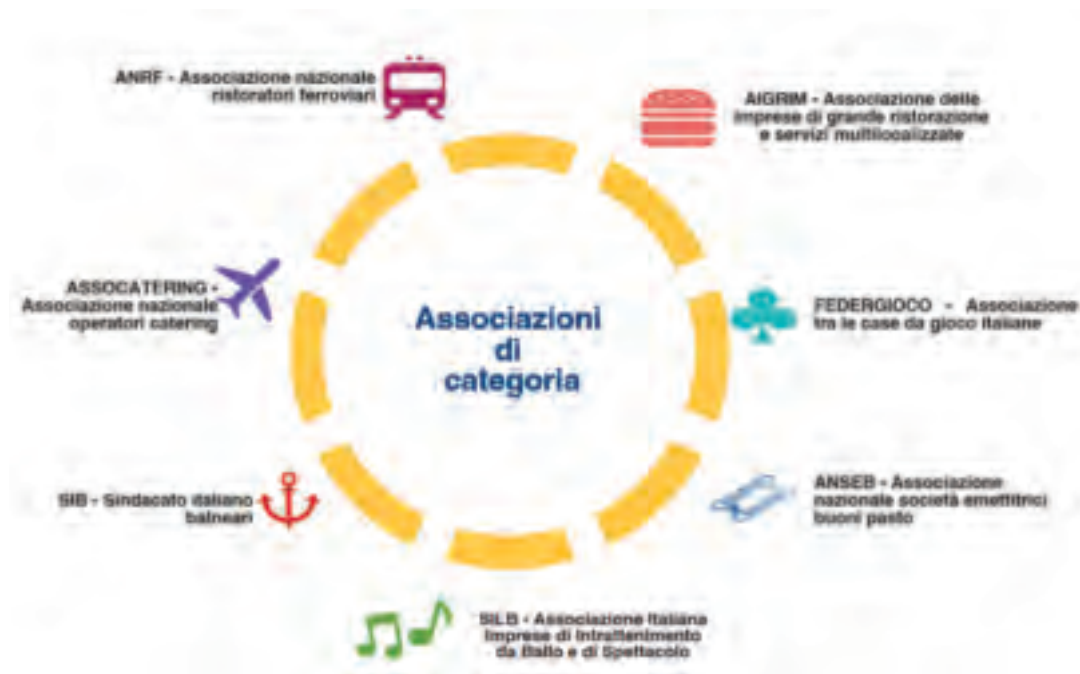 ANRF - Associazione nazionale
ristoratori ferroviari
AIGRIM - Associazione delle
imprese di grande ristorazione
e servizi multilocalizzate
ASSOCATERING -
Associazione nazionale
operatori catering
Associazioni
di
categoria
FEDERGIOCO - Associazione
tra le case da gioco italiane
SIB - Sindacato italiano
balneari
ANSEB - Associazione
nazionale società emettitrici
buoni pasto
SILB - Associazione Italiana
Imprese di Intrattenimento
da Ballo e di Spettacolo